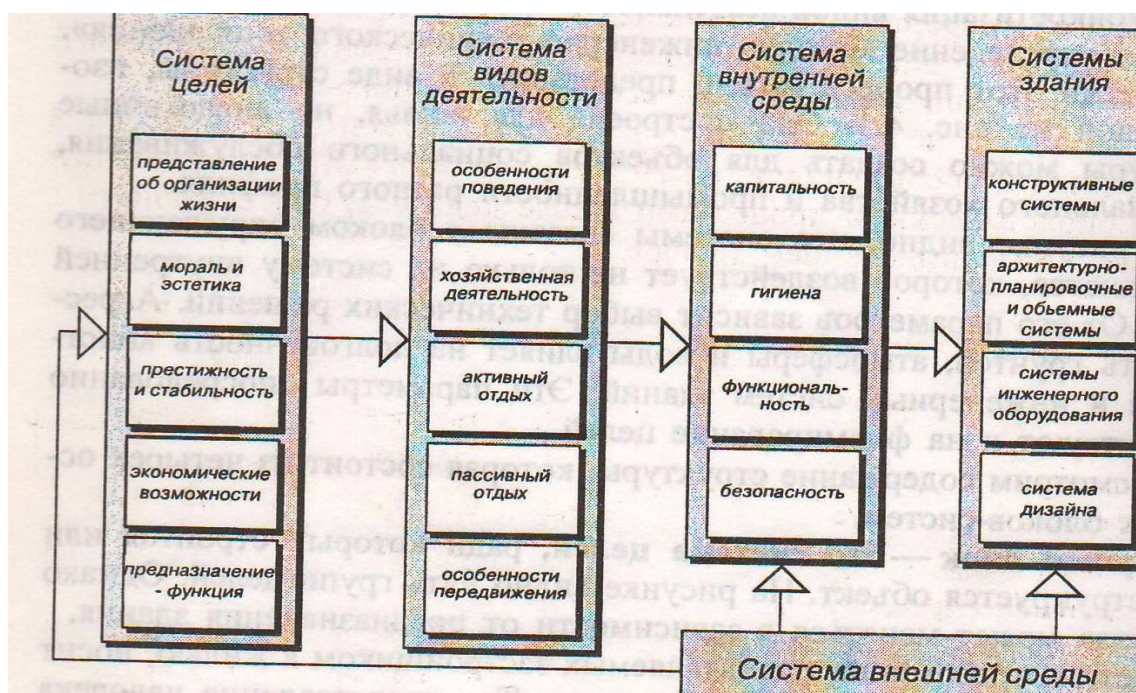 Система
целей
представление
об организации
жизни
мораль и
эстетика
престижность
и стабильность
экономические
возможности
предназначение-
- функция
Система
видов
деятельности
особенности
поведения
хозяйственная
деятельность
активный
отдых
пассивный
отдых
особенности
передвижения
Система
внутренней
среды
капитальность
гигиена
функциональ-
ность
безопасность
Системы
здания
конструктивные
системы
архитектурно-
планировочные
и объемные
системы
системы
инженерного
оборудования
система
дизайна
Система внешней среды